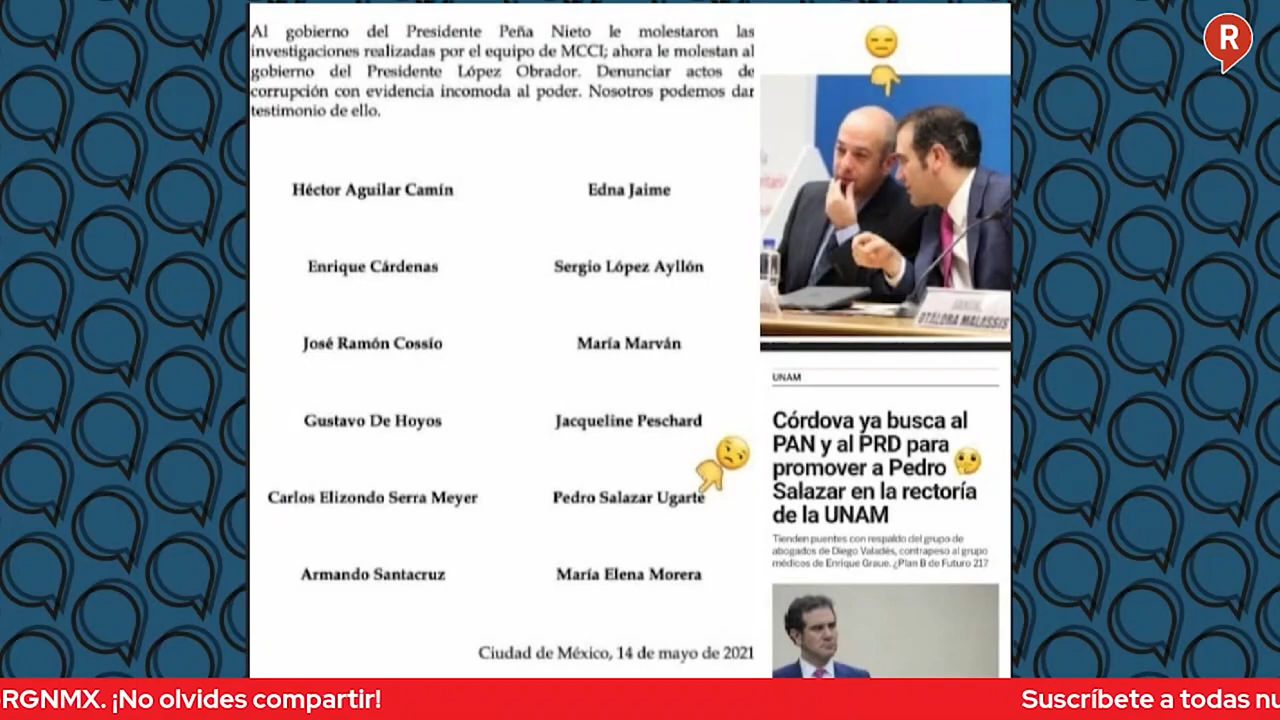 Al gobierno del Presidente Peña Nieto le molestaron las
investigaciones realizadas por el equipo de MCCI; ahora le molestan al
gobierno del Presidente López Obrador. Denunciar actos de
corrupción con evidencia incomoda al poder. Nosotros podemos dar
testimonio de ello.
Héctor Aguilar Camín
Edna Jaime
Enrique Cárdenas
Sergio López Ayllón
José Ramón Cossío
María Marván
Gustavo De Hoyos
Jacqueline Peschard
Carlos Elizondo Serra Meyer
Pedro Salazar Ugarte
Armando Santacruz
María Elena Morera
Ciudad de México, 14 de mayo de 2021
R
OTÁLORA MALASSIS
UNAM
Córdova ya busca al
PAN y al PRD para
promover a Pedro
Salazar en la rectoría
de la UNAM
Tienden puentes con respaldo del grupo de
abogados de Diego Valadés, contrapeso al grupo
médicos de Enrique Graue. ¿Plan B de Futuro 21?
RGNMX. ¡No olvides compartir!
Suscríbete a todas nu